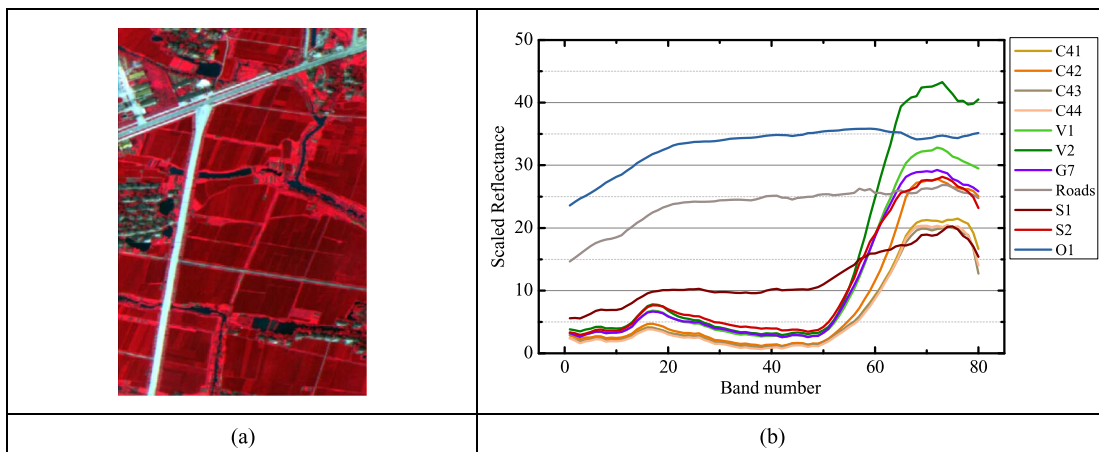 50
40
30
20
10
0
Scaled Reflectance
0
20
40
60
80
Band number
C41
C42
C43
C44
V1
V2
G7
Roads
S1
S2
O1
(a)
(b)